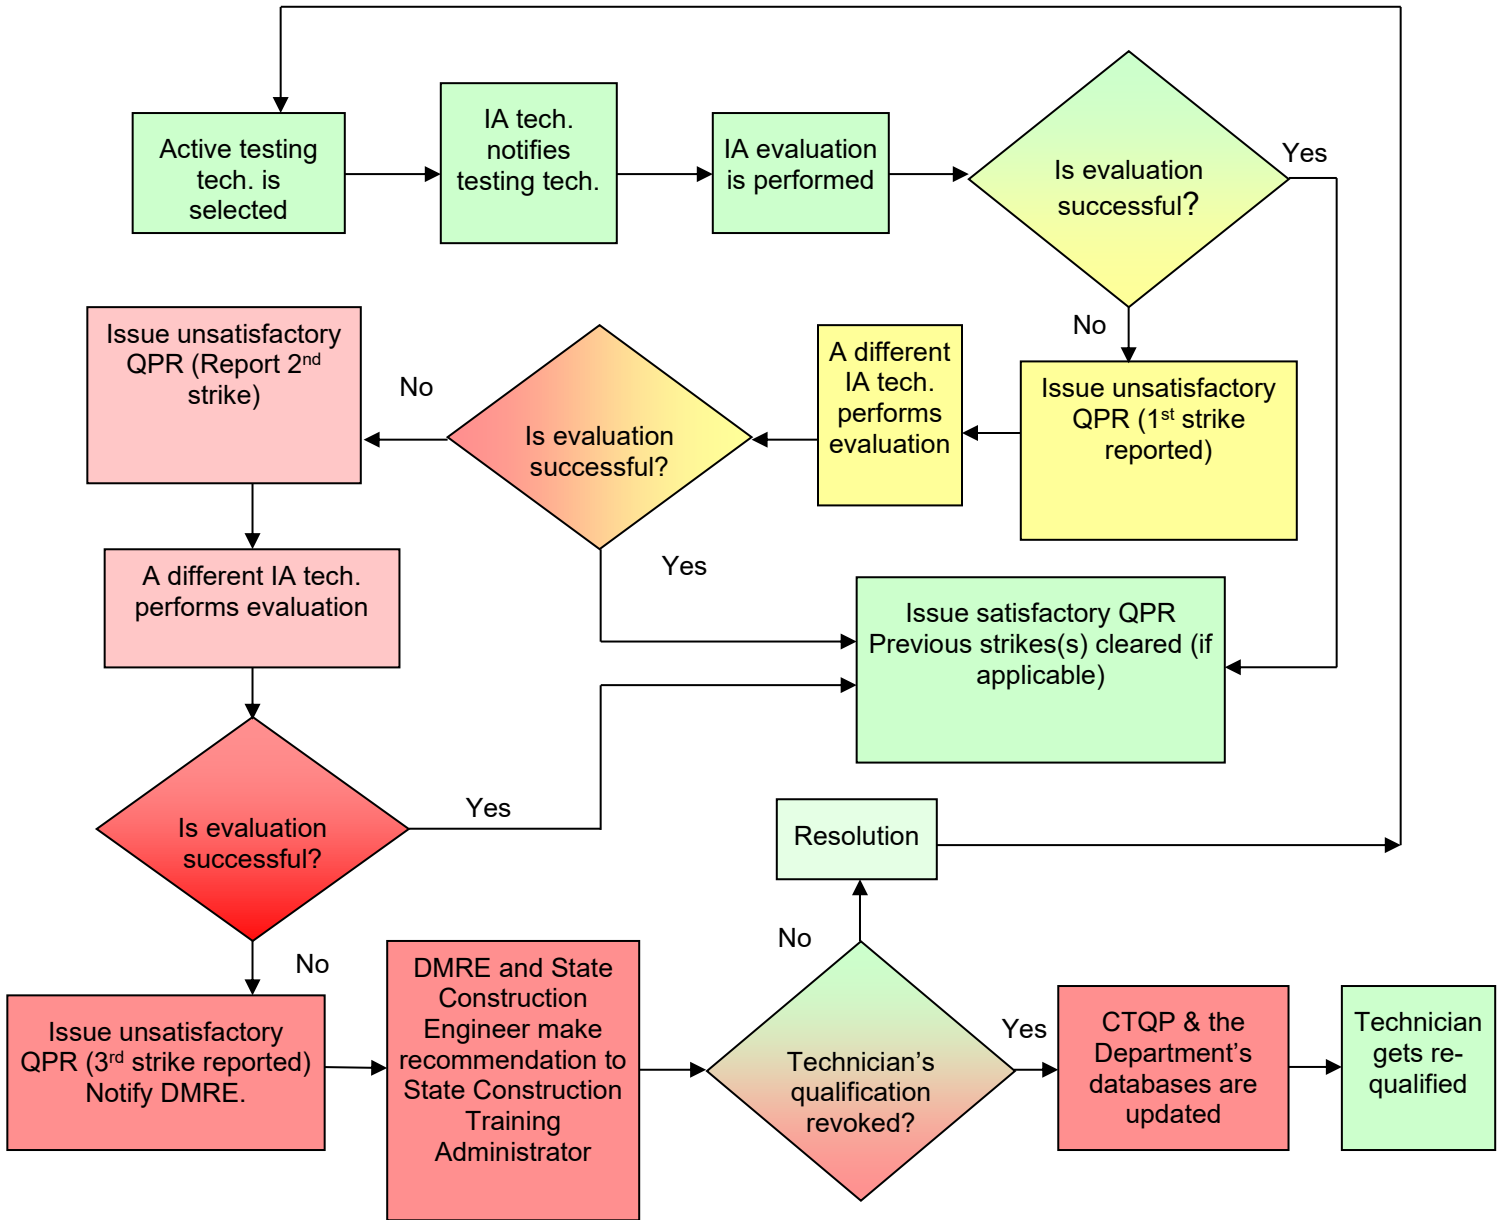 Active testing
tech. is
selected
IA tech.
notifies
testing tech.
IA evaluation
is performed
Is evaluation
successful?
Yes
No
Issue unsatisfactory
QPR (1st strike
reported)
A different
IA tech.
performs
evaluation
Is evaluation
successful?
No
Yes
Issue unsatisfactory
QPR (Report 2nd
strike)
A different IA tech.
performs evaluation
Issue satisfactory QPR
Previous strikes(s) cleared (if
applicable)
Is evaluation
successful?
Yes
No
Issue unsatisfactory
QPR (3rd strike reported)
Notify DMRE.
DMRE and State
Construction
Engineer make
recommendation to
State Construction
Training
Administrator
Technician’s
qualification
revoked?
No
Resolution
Yes
CTQP & the
Department’s
databases are
updated
Technician
gets re-
qualified